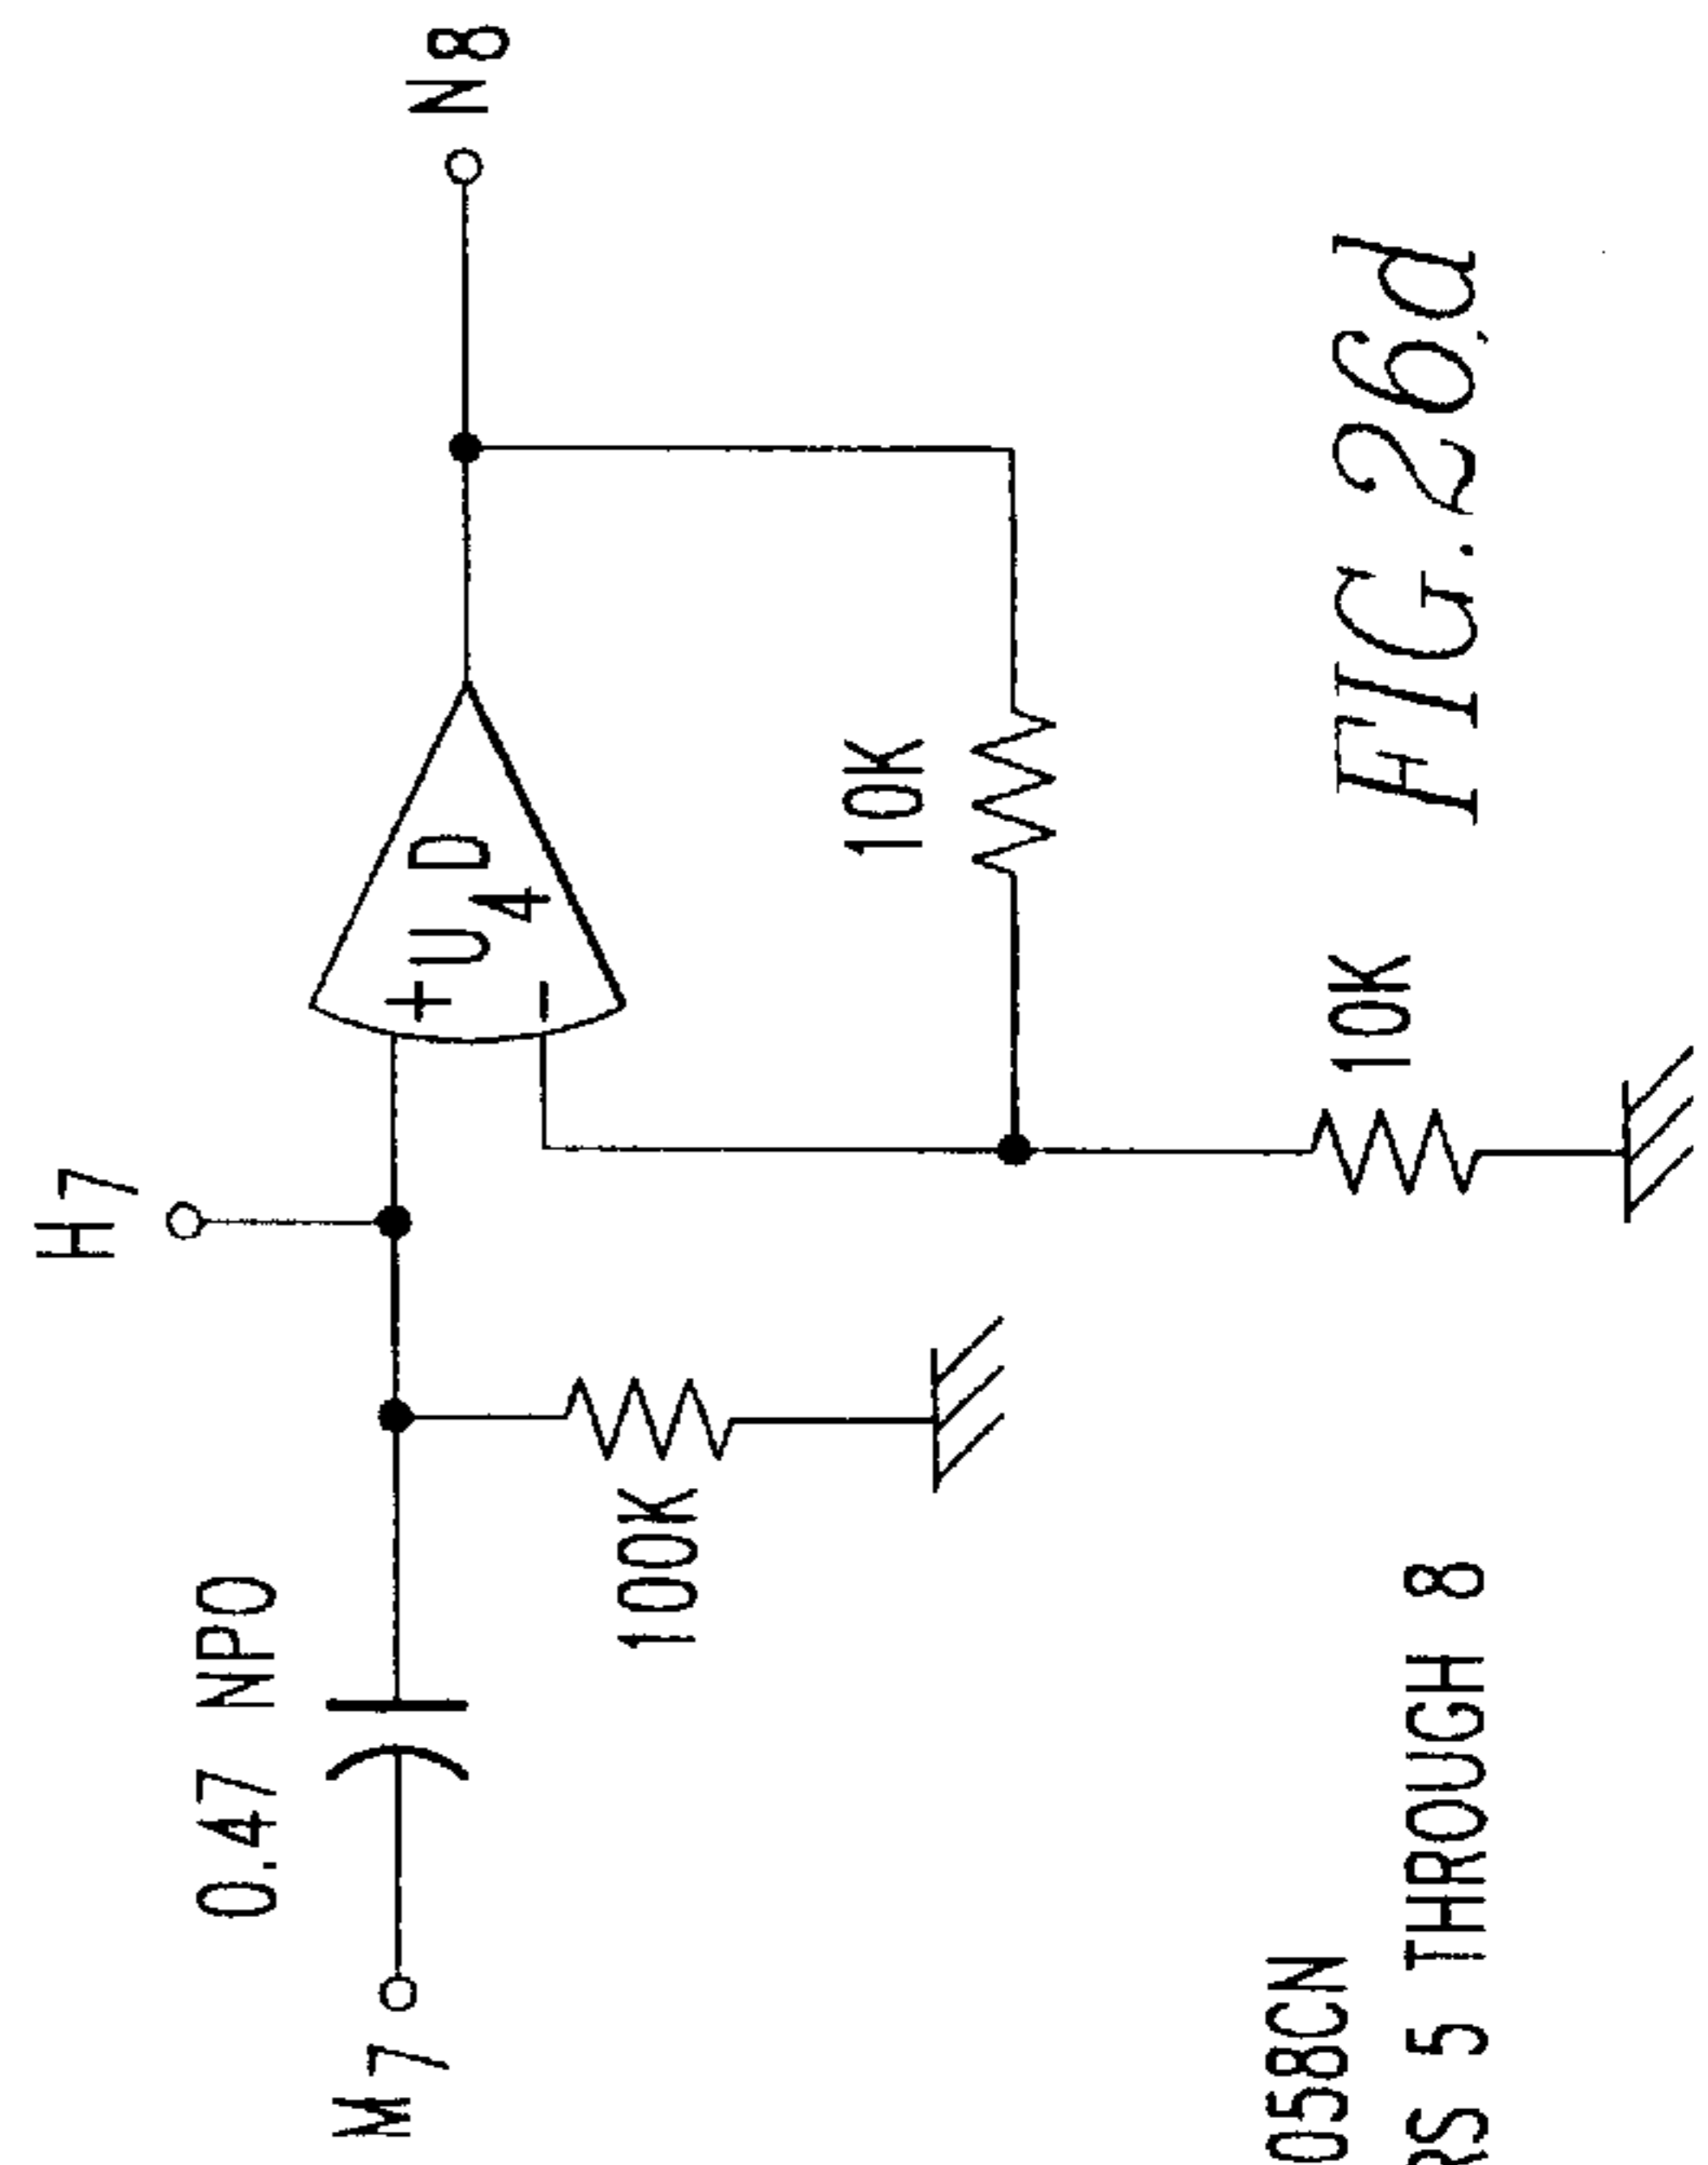 H7
0.47 NPO
M7
100K
+
U4D
-
N8
10K
10K
058CN
RS 5 THROUGH 8
FIG. 26d